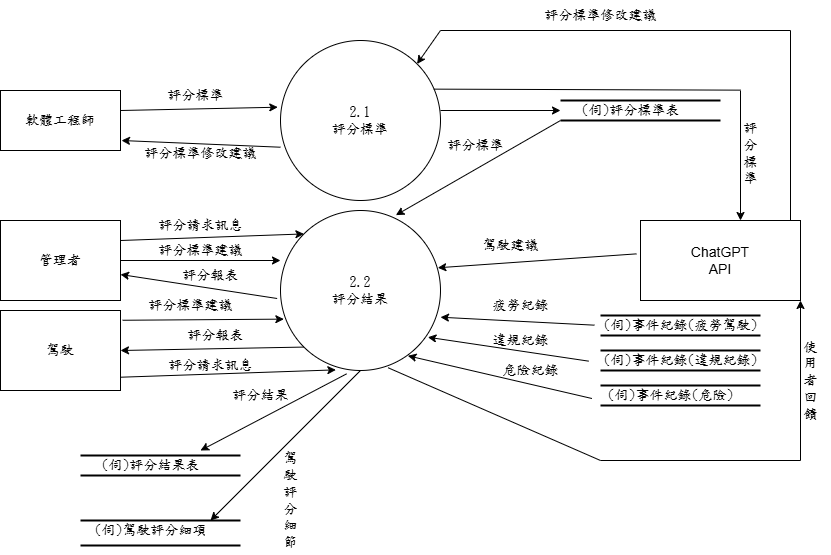 評分標準修改建議
評分標準
2.1
評分標準
軟體工程師
(伺)評分標準表
評分標準修改建議
評分標準
評分標準
評分請求訊息
評分標準建議
管理者
評分報表
駕駛建議
ChatGPT
API
2.2
評分結果
評分標準建議
疲勞紀錄
(伺)事件紀錄(疲勞駕駛)
評分報表
違規紀錄
駕駛
(伺)事件紀錄(違規紀錄)
評分請求訊息
危險紀錄
使用者回饋
評分結果
(伺)事件紀錄(危險)
(伺)評分結果表
駕駛評分細節
(伺)駕駛評分細項